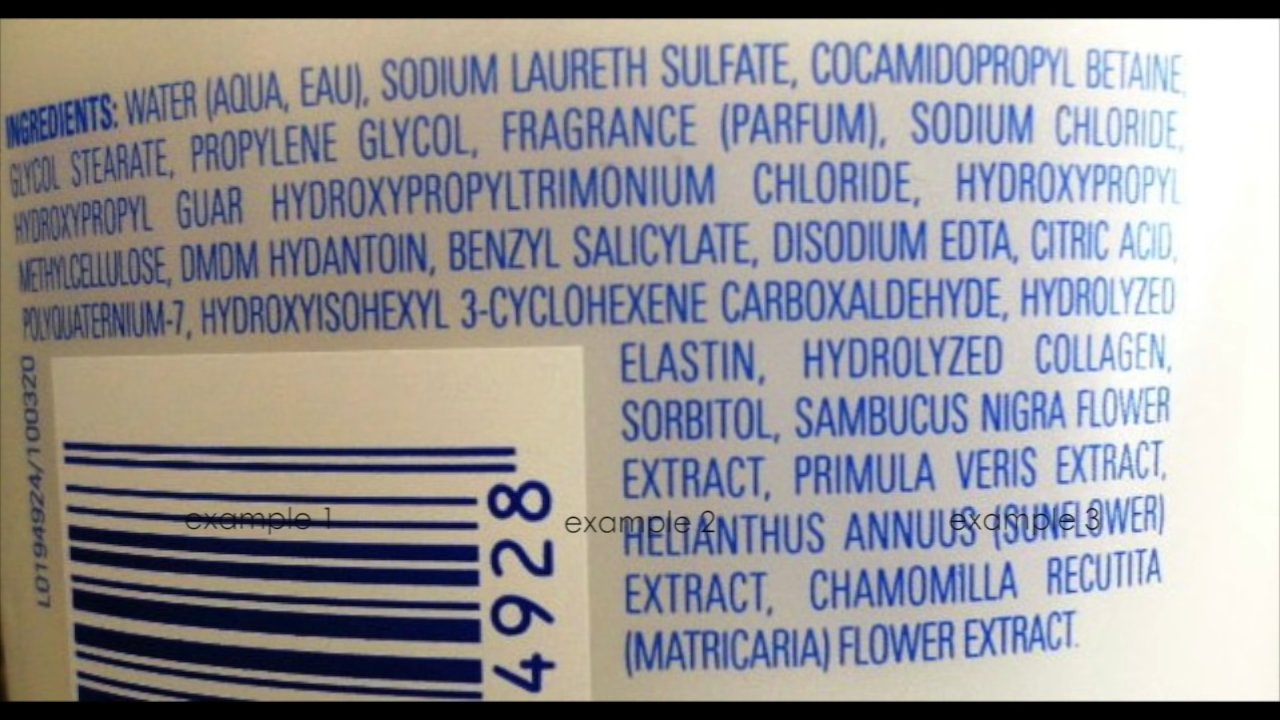 INGREDIENTS: WATER (AQUA, EAU), SODIUM LAURETH SULFATE, COCAMIDOPROPYL BETAINE,
GLYCOL STEARATE, PROPYLENE GLYCOL, FRAGRANCE (PARFUM), SODIUM CHLORIDE,
HYDROXYPROPYL GUAR HYDROXYPROPYLTRIMONIUM CHLORIDE, HYDROXYPROPYL
METHYLCELLULOSE, DMDM HYDANTOIN, BENZYL SALICYLATE, DISODIUM EDTA, CITRIC ACID,
POLYQUATERNIUM-7, HYDROXYISOHEXYL 3-CYCLOHEXENE CARBOXALDEHYDE, HYDROLYZED
ELASTIN, HYDROLYZED COLLAGEN,
SORBITOL, SAMBUCUS NIGRA FLOWER
EXTRACT, PRIMULA VERIS EXTRACT,
HELIANTHUS ANNUUS (SUNFLOWER)
EXTRACT, CHAMOMILLA RECUTITA
(MATRICARIA) FLOWER EXTRACT.
L0194924/100320
4928
example 1
example 2
example 3